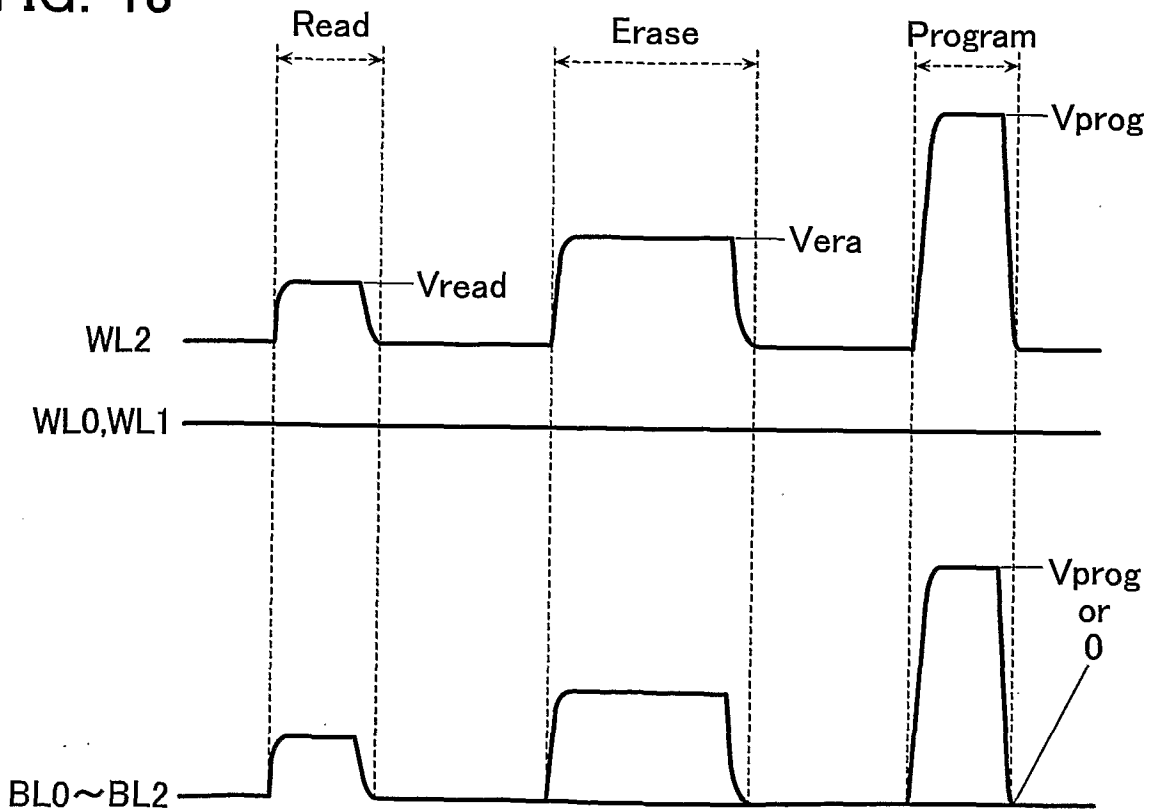 Read
Erase
Program
Vprog
Vera
Vread
WL2
WL0,WL1
Vprog
or
0
BL0~BL2